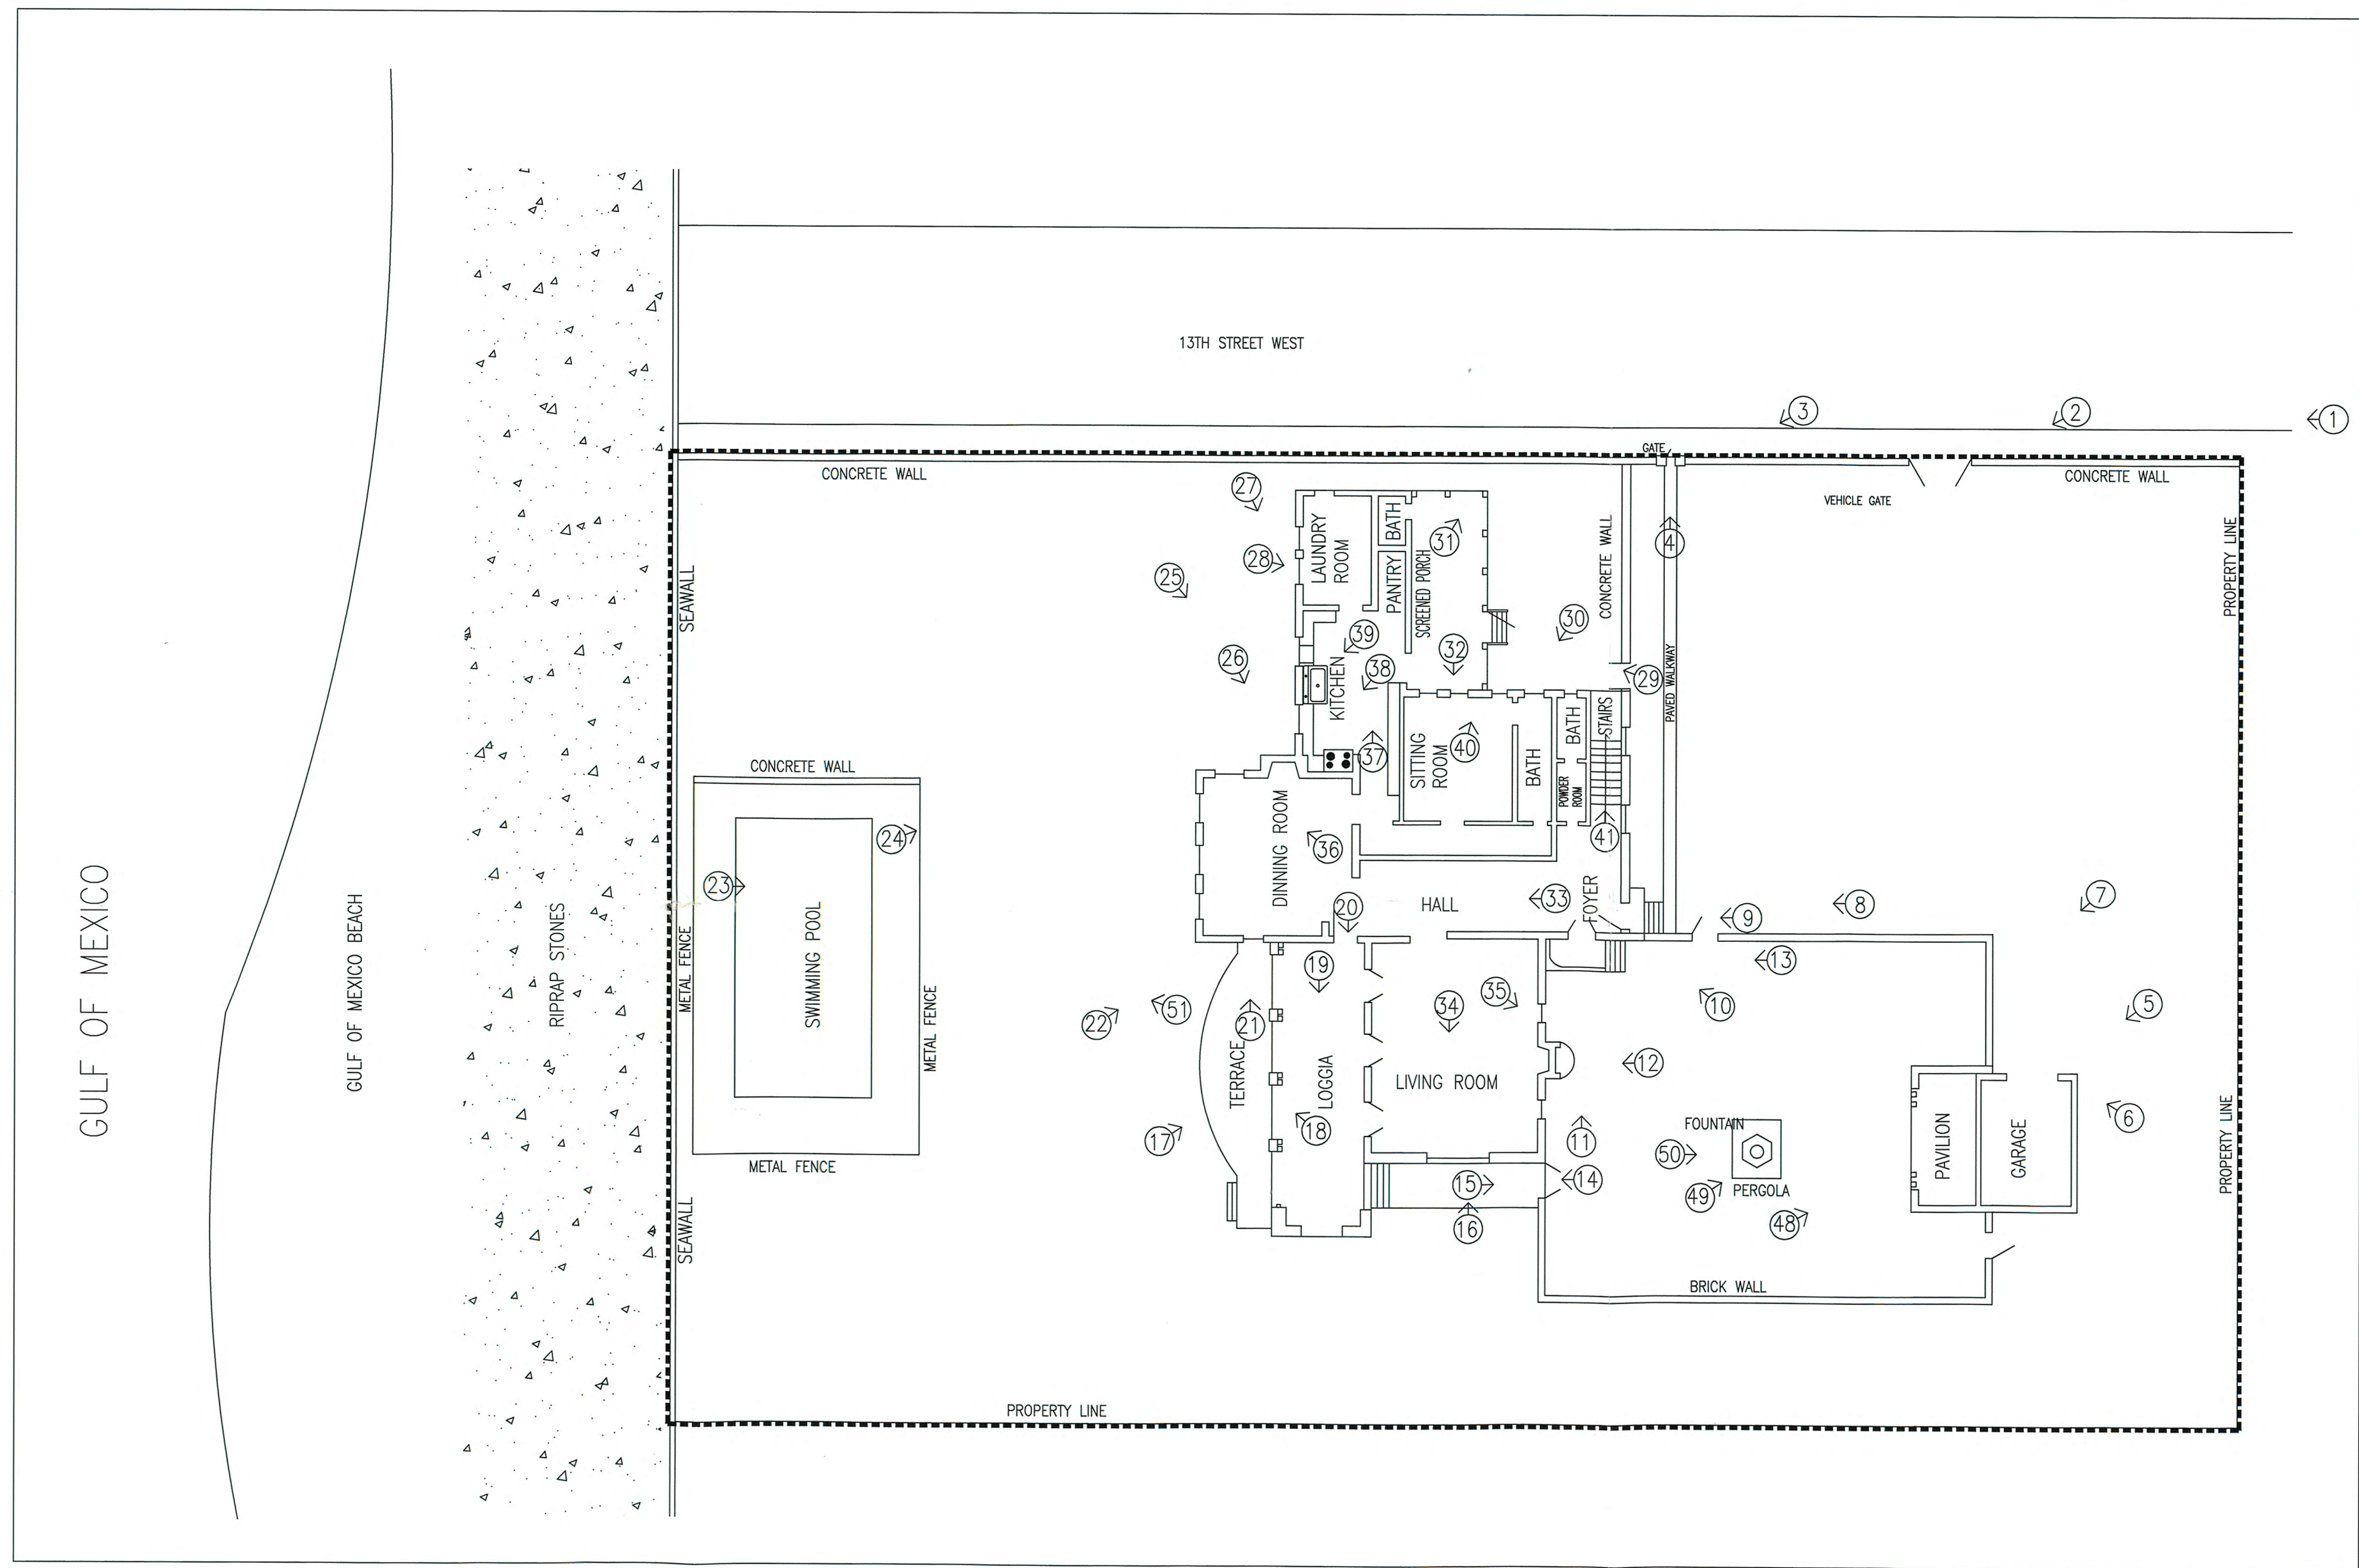 13TH STREET WEST
3
2
1
GATE
CONCRETE WALL
CONCRETE WALL
VEHICLE GATE
27
28
25
26
LAUNDRY
ROOM
BATH
PANTRY
SCREENED PORCH
31
4
CONCRETE WALL
30
29
PAVED WALKWAY
PROPERTY LINE
SEAWALL
39
38
32
KITCHEN
37
SITTING
ROOM
40
BATH
BATH
STAIRS
POWDER
ROOM
41
CONCRETE WALL
24
23
SWIMMING POOL
METAL FENCE
METAL FENCE
METAL FENCE
GULF OF MEXICO
GULF OF MEXICO BEACH
RIPRAP STONES
DINNING ROOM
36
20
HALL
33
FOYER
9
8
7
13
10
5
6
12
19
34
35
51
22
21
TERRACE
LOGGIA
LIVING ROOM
18
17
11
14
15
16
FOUNTAIN
50
49
PERGOLA
48
PAVILION
GARAGE
PROPERTY LINE
SEAWALL
BRICK WALL
PROPERTY LINE